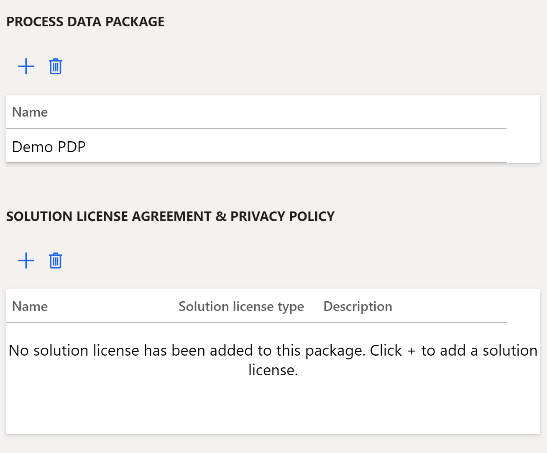 PROCESS DATA PACKAGE
Name
Demo PDP
SOLUTION LICENSE AGREEMENT & PRIVACY POLICY
Name Solution license type Description
No solution license has been added to this package. Click + to add a solution
license.